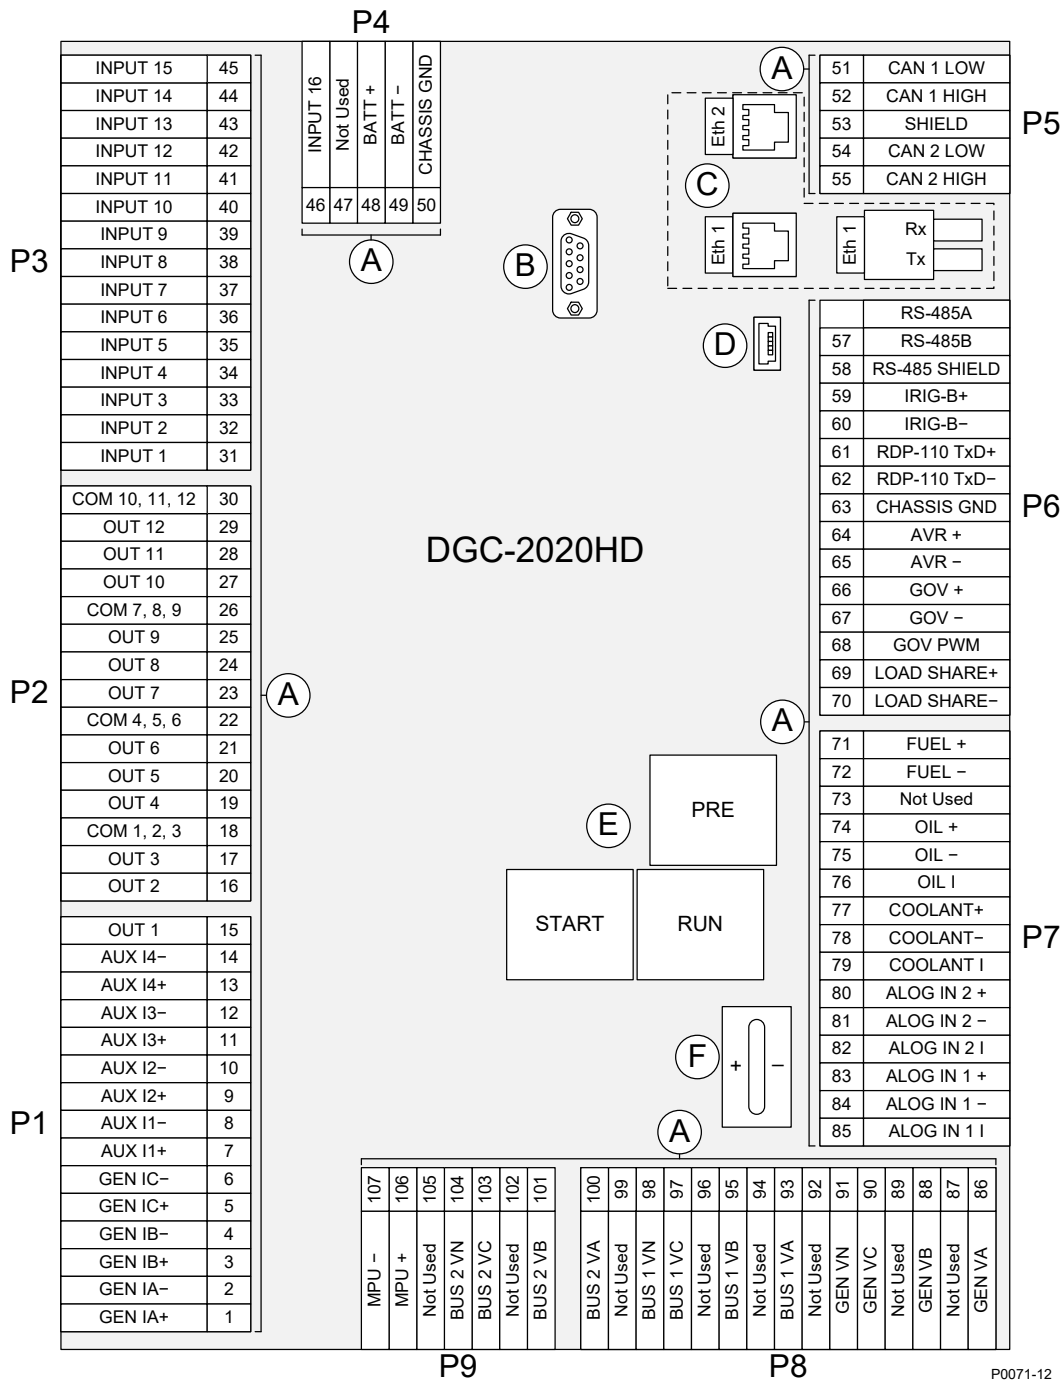 P4
INPUT 15 45
INPUT 14 44
INPUT 13 43
INPUT 12 42
INPUT 11 41
INPUT 10 40
INPUT 9 39
INPUT 8 38
INPUT 7 37
INPUT 6 36
INPUT 5 35
INPUT 4 34
INPUT 3 33
INPUT 2 32
INPUT 1 31
P3
COM 10, 11, 12 30
OUT 12 29
OUT 11 28
OUT 10 27
COM 7, 8, 9 26
OUT 9 25
OUT 8 24
OUT 7 23
COM 4, 5, 6 22
OUT 6 21
OUT 5 20
OUT 4 19
COM 1, 2, 3 18
OUT 3 17
OUT 2 16
P2
A
OUT 1 15
AUX I4− 14
AUX I4+ 13
AUX I3− 12
AUX I3+ 11
AUX I2− 10
AUX I2+ 9
AUX I1− 8
AUX I1+ 7
GEN IC− 6
GEN IC+ 5
GEN IB− 4
GEN IB+ 3
GEN IA− 2
GEN IA+ 1
P1
INPUT 16 46
Not Used 47
BATT + 48
BATT − 49
CHASSIS GND 50
A
B
C
Eth 2
Eth 1
Eth 1
Rx
Tx
D
DGC-2020HD
E
PRE
START
RUN
F
+ −
A
51 CAN 1 LOW
52 CAN 1 HIGH
53 SHIELD
54 CAN 2 LOW
55 CAN 2 HIGH
P5
RS-485A
57 RS-485B
58 RS-485 SHIELD
59 IRIG-B+
60 IRIG-B−
61 RDP-110 TxD+
62 RDP-110 TxD−
63 CHASSIS GND
64 AVR +
65 AVR −
66 GOV +
67 GOV −
68 GOV PWM
69 LOAD SHARE+
70 LOAD SHARE−
P6
A
71 FUEL +
72 FUEL −
73 Not Used
74 OIL +
75 OIL −
76 OIL I
77 COOLANT+
78 COOLANT−
79 COOLANT I
80 ALOG IN 2 +
81 ALOG IN 2 −
82 ALOG IN 2 I
83 ALOG IN 1 +
84 ALOG IN 1 −
85 ALOG IN 1 I
P7
A
107 MPU −
106 MPU +
105 Not Used
104 BUS 2 VN
103 BUS 2 VC
102 Not Used
101 BUS 2 VB
P9
100 BUS 2 VA
99 Not Used
98 BUS 1 VN
97 BUS 1 VC
96 Not Used
95 BUS 1 VB
94 Not Used
93 BUS 1 VA
92 Not Used
91 GEN VN
90 GEN VC
89 Not Used
88 GEN VB
87 Not Used
86 GEN VA
P8
P0071-12